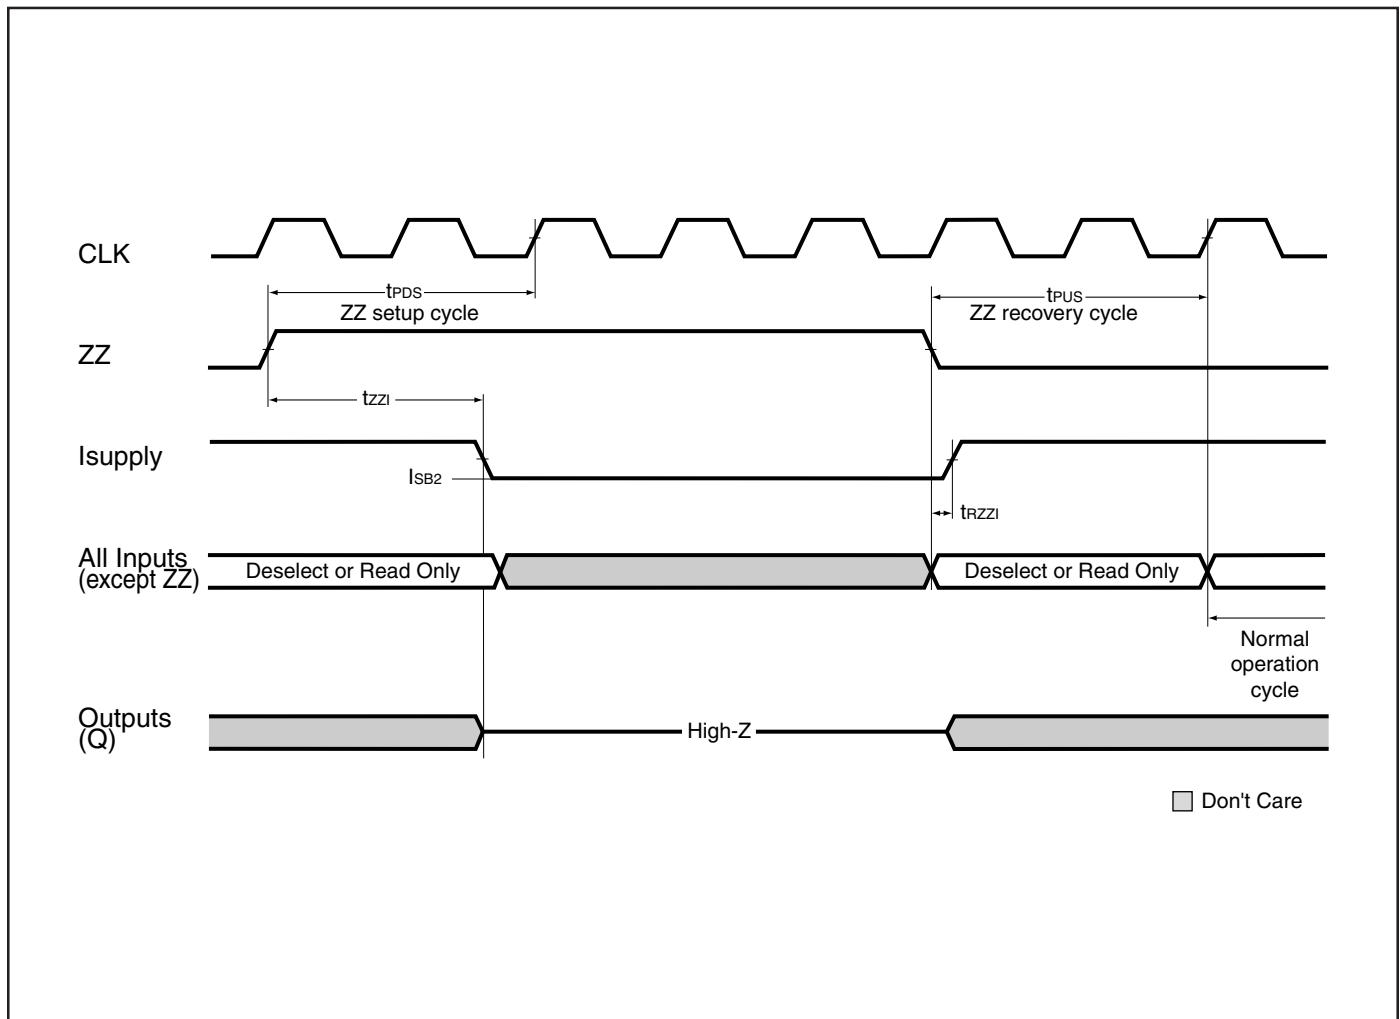 CLK
tPDS
ZZ setup cycle
tPUS
ZZ recovery cycle
ZZ
tZZI
Isupply
ISB2
tRZZI
All Inputs
(except ZZ)
Deselect or Read Only
Deselect or Read Only
Normal
operation
cycle
Outputs
(Q)
High-Z
Don't Care